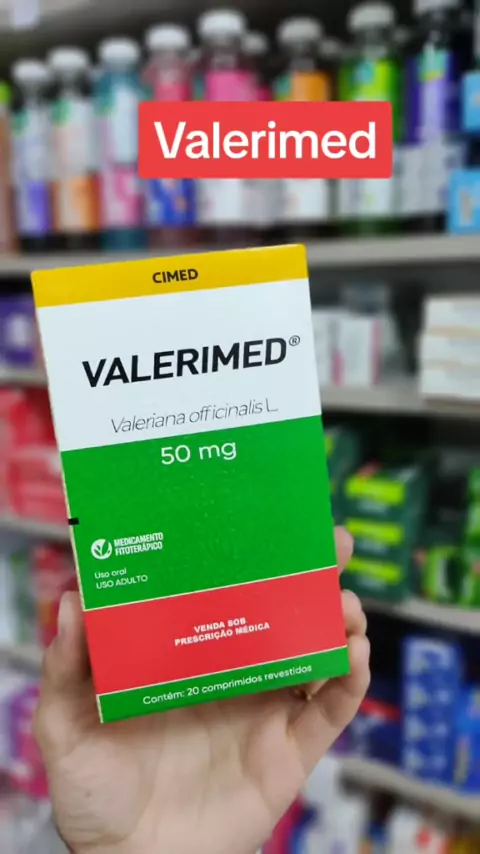 Valerimed
CIMED
VALERIMED®
Valeriana officinalis L.
50 mg
MEDICAMENTO
FITOTERÁPICO
Uso oral
USO ADULTO
VENDA SOB
PRESCRIÇÃO MÉDICA
Contém: 20 comprimidos revestidos